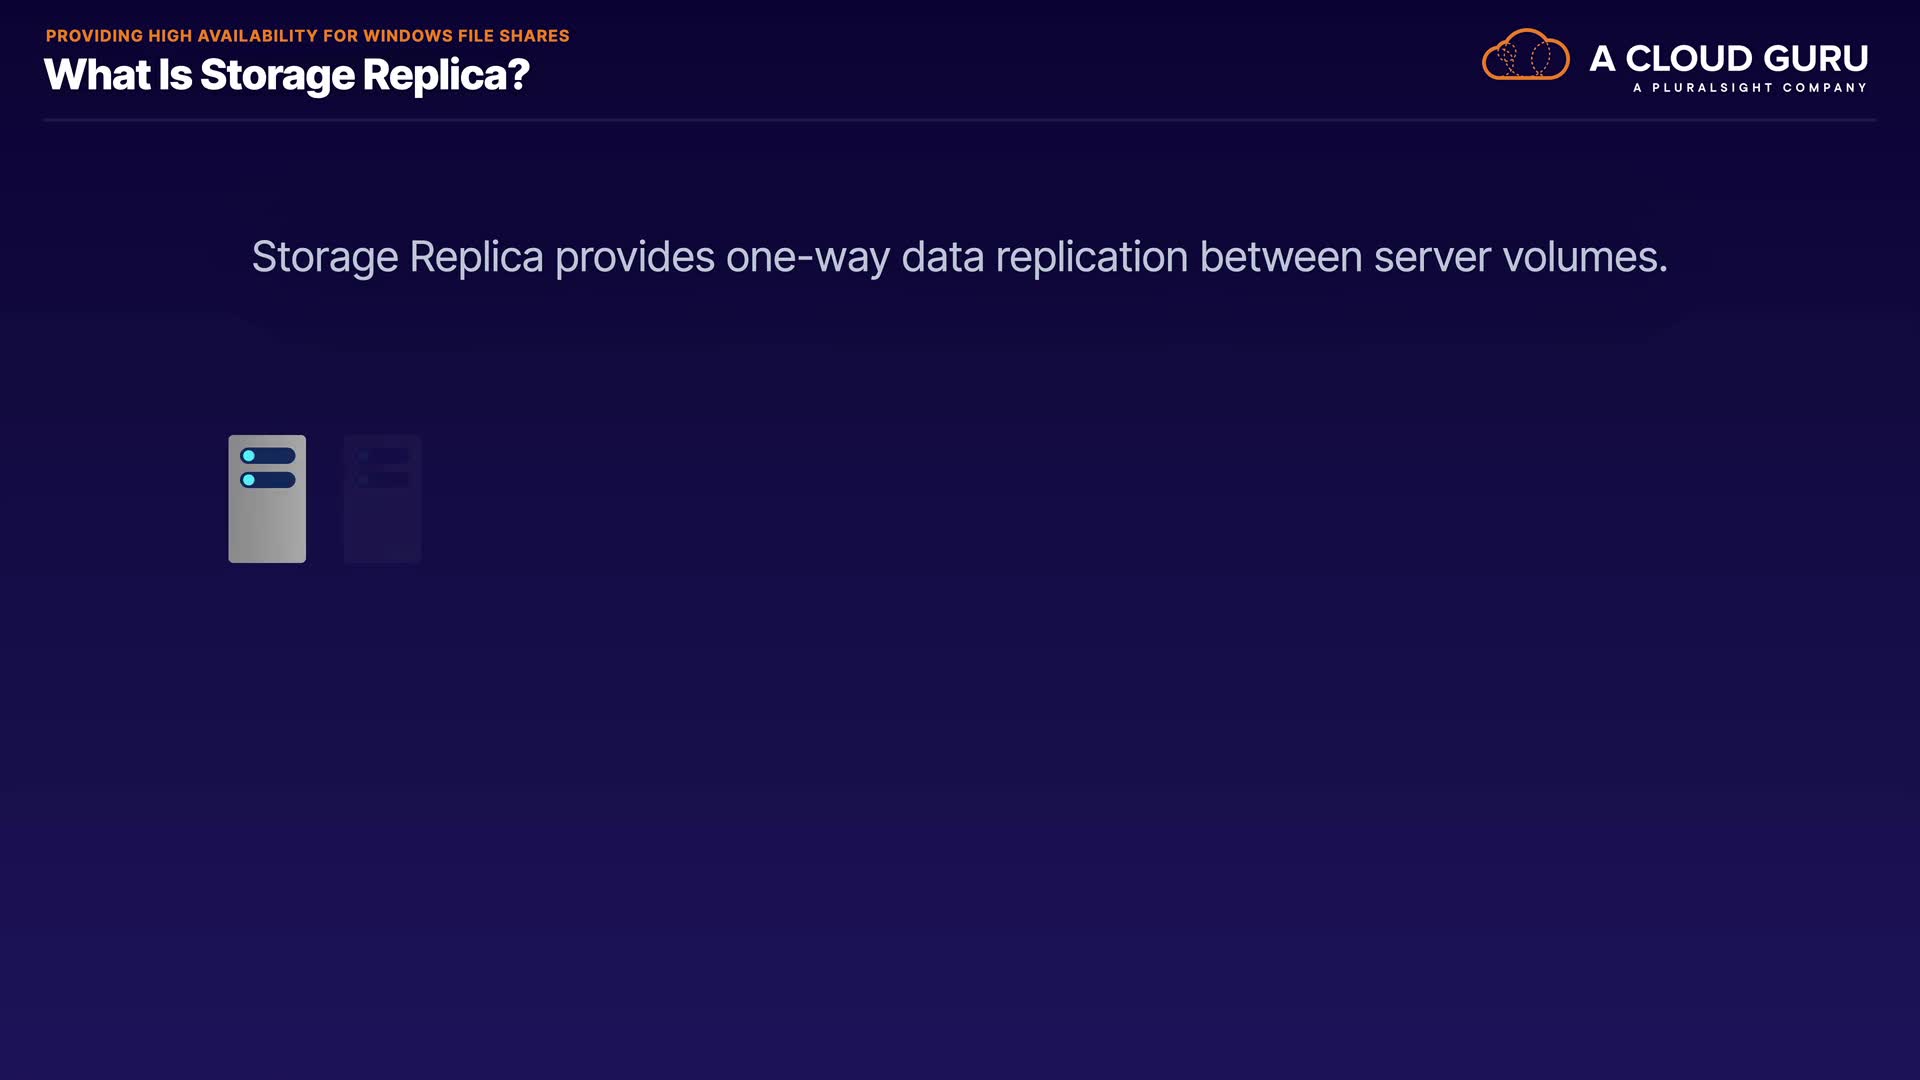 PROVIDING HIGH AVAILABILITY FOR WINDOWS FILE SHARES
What Is Storage Replica?
A CLOUD GURU
A PLURALSIGHT COMPANY
Storage Replica provides one-way data replication between server volumes.